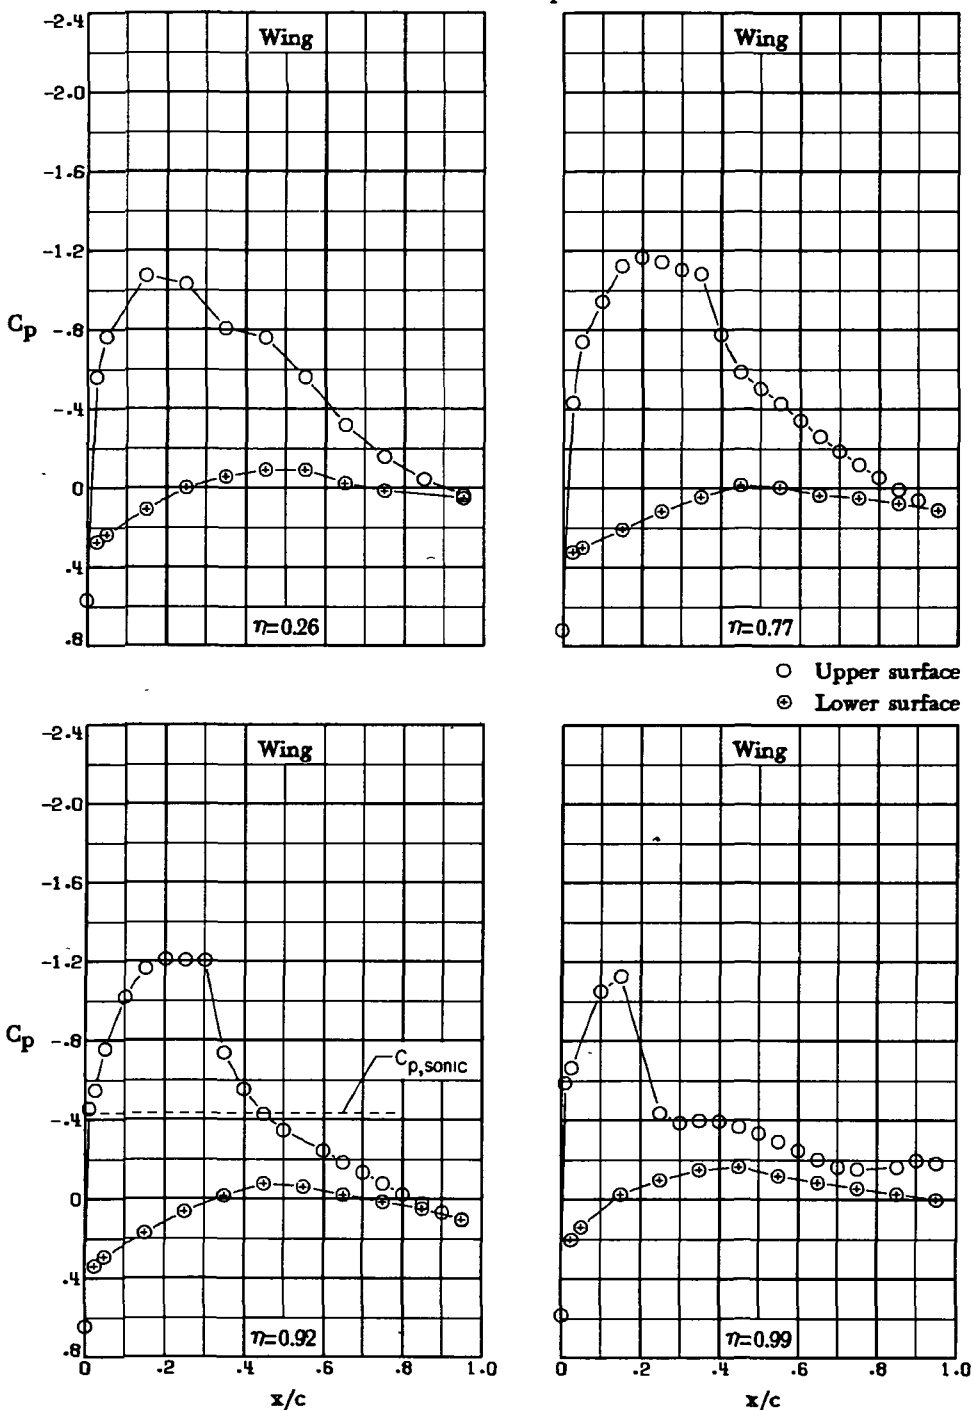 p
-2.4
-2.0
-1.6
-1.2
-.8
-.4
0
.4
.8
Cp
Wing
η=0.26
Wing
η=0.77
Upper surface
Lower surface
-2.4
-2.0
-1.6
-1.2
-.8
-.4
0
.4
.8
Cp
Wing
Cp,SONIC
η=0.92
0 .2 .4 .6 .8 1.0
x/c
Wing
η=0.99
0 .2 .4 .6 .8 1.0
x/c